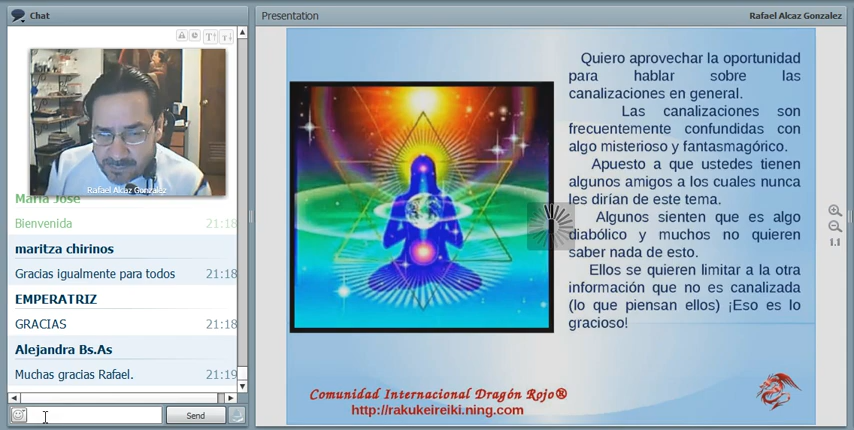 Chat
Rafael Alcaz Gonzalez
Maria Jose
Bienvenida 21:18
maritza chirinos
Gracias igualmente para todos 21:18
EMPERATRIZ
GRACIAS 21:18
Alejandra Bs.As
Muchas gracias Rafael. 21:19
Send
Presentation
Rafael Alcaz Gonzalez
Quiero aprovechar la oportunidad
para hablar sobre las
canalizaciones en general.
Las canalizaciones son
frecuentemente confundidas con
algo misterioso y fantasmagórico.
Apuesto a que ustedes tienen
algunos amigos a los cuales nunca
les dirían de este tema.
Algunos sienten que es algo
diabólico y muchos no quieren
saber nada de esto.
Ellos se quieren limitar a la otra
información que no es canalizada
(lo que piensan ellos) ¡Eso es lo
gracioso!
Comunidad Internacional Dragón Rojo®
http://rakukeireiki.ning.com
1:1